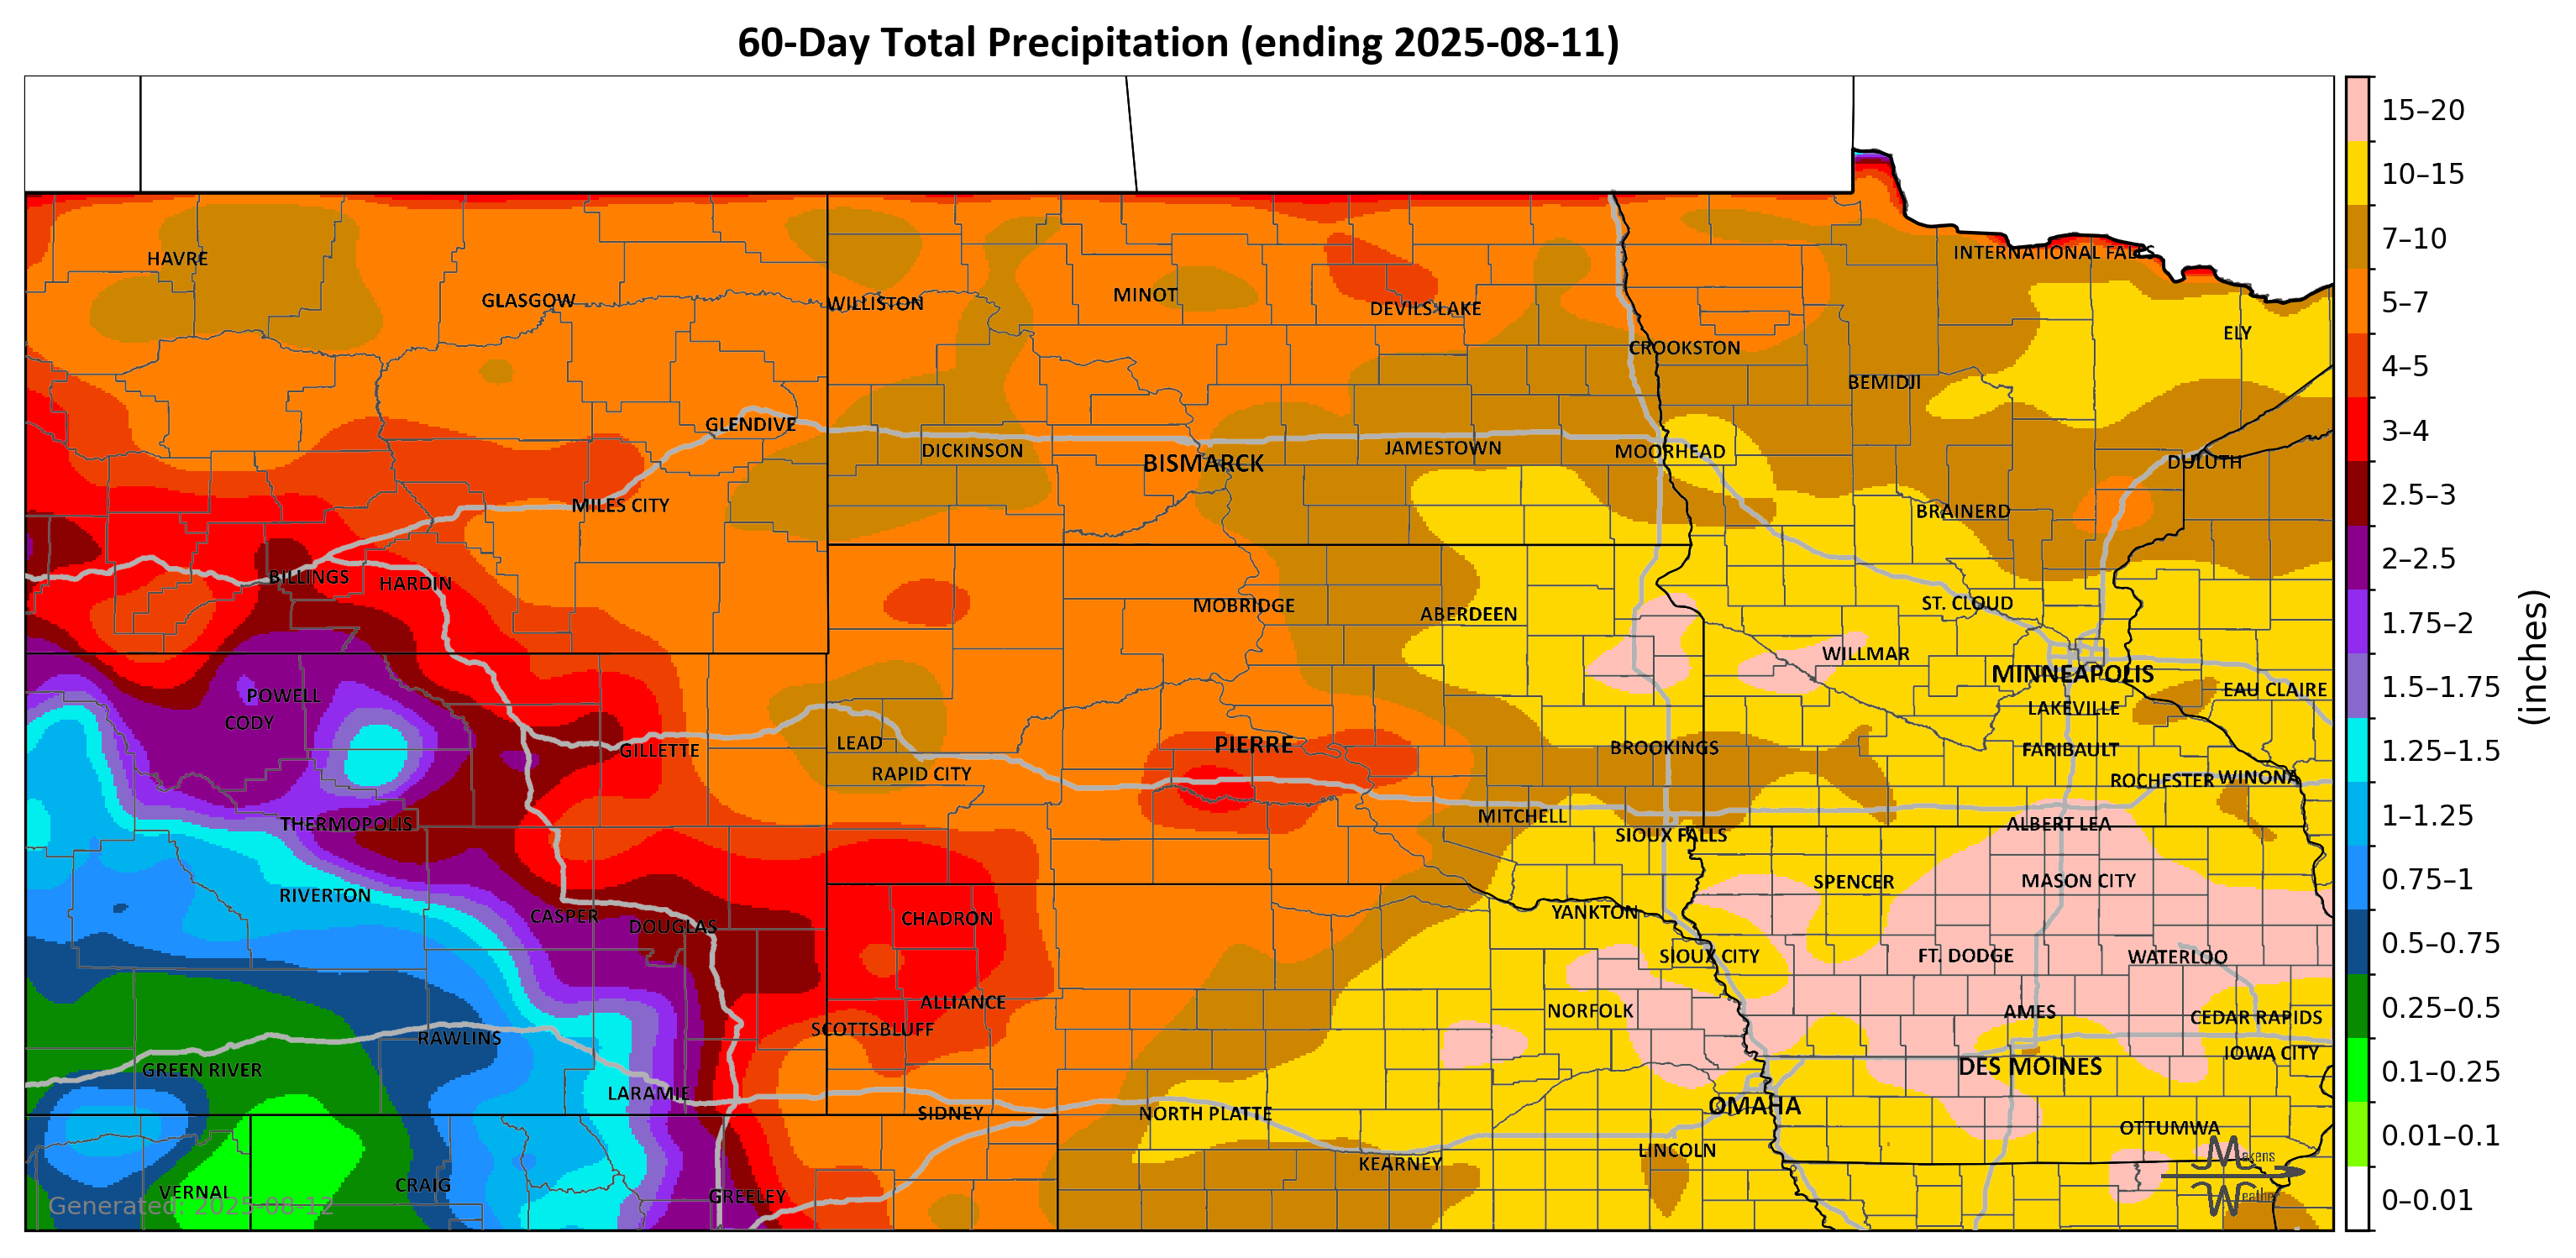 60-Day Total Precipitation (ending 2025-08-11)
15–20
10–15
7–10
5–7
4–5
3–4
2.5–3
2–2.5
1.75–2
1.5–1.75
1.25–1.5
1–1.25
0.75–1
0.5–0.75
0.25–0.5
0.1–0.25
0.01–0.1
0–0.01
(inches)
HAVRE
INTERNATIONAL FALLS
GLASGOW
WILLISTON
MINOT
DEVILS LAKE
ELY
CROOKSTON
BEMIDJI
GLENDIVE
DICKINSON
BISMARCK
JAMESTOWN
MOORHEAD
DULUTH
MILES CITY
BRAINERD
BILLINGS
HARDIN
MOBRIDGE
ABERDEEN
ST. CLOUD
WILLMAR
MINNEAPOLIS
POWELL
CODY
EAU CLAIRE
LAKEVILLE
GILLETTE
LEAD
PIERRE
BROOKINGS
FARIBAULT
RAPID CITY
ROCHESTER
WINONA
THERMOPOLIS
MITCHELL
SIOUX FALLS
ALBERT LEA
RIVERTON
SPENCER
MASON CITY
CASPER
DOUGLAS
CHADRON
YANKTON
SIOUX CITY
FT. DODGE
WATERLOO
ALLIANCE
NORFOLK
AMES
CEDAR RAPIDS
SCOTTSBLUFF
RAWLINS
GREEN RIVER
IOWA CITY
DES MOINES
LARAMIE
SIDNEY
NORTH PLATTE
OMAHA
OTTUMWA
LINCOLN
KEARNEY
VERNAL
CRAIG
GREELEY
Generated: 2025-08-12
Makens
Weather